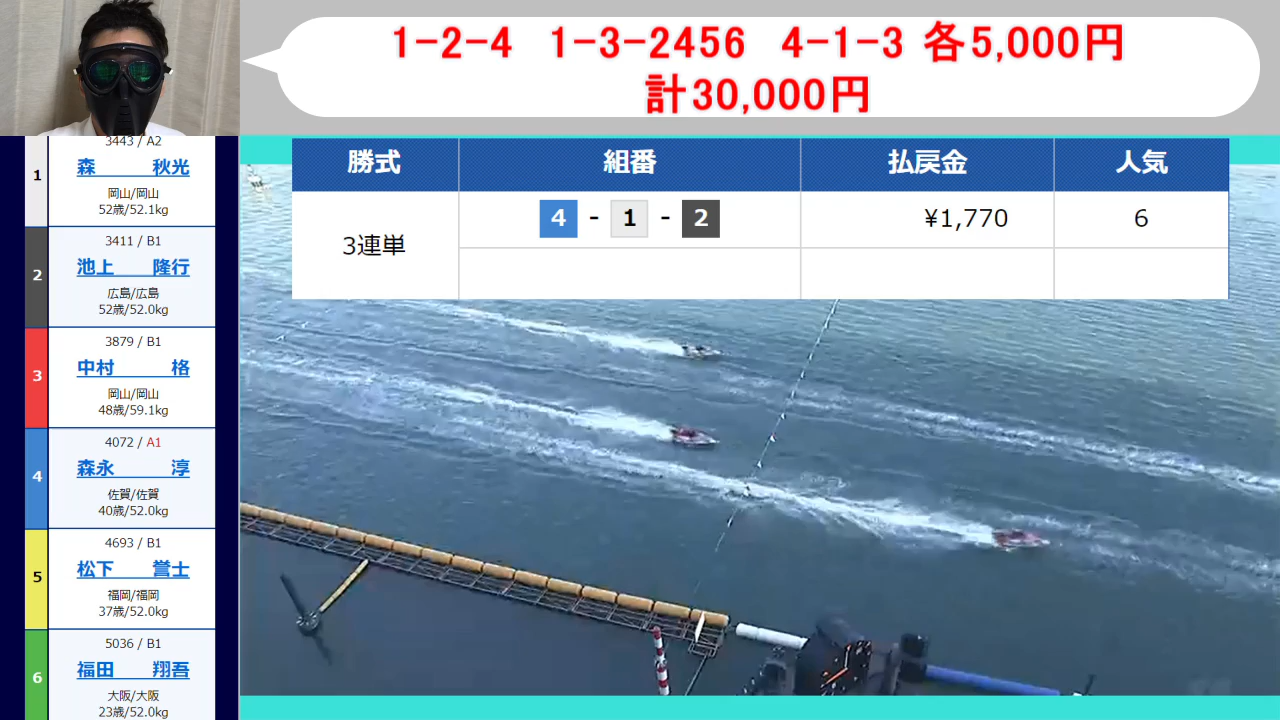 1-2-4 1-3-2456 4-1-3 各5,000円
計30,000円
勝式 組番 払戻金 人気
3連単 4 - 1 - 2 ¥1,770 6
1
3443 / A2
森 秋光
岡山/岡山
52歳/52.1kg
2
3411 / B1
池上 隆行
広島/広島
52歳/52.0kg
3
3879 / B1
中村 格
岡山/岡山
48歳/59.1kg
4
4072 / A1
森永 淳
佐賀/佐賀
40歳/52.0kg
5
4693 / B1
松下 誉士
福岡/福岡
37歳/52.0kg
6
5036 / B1
福田 翔吾
大阪/大阪
23歳/52.0kg